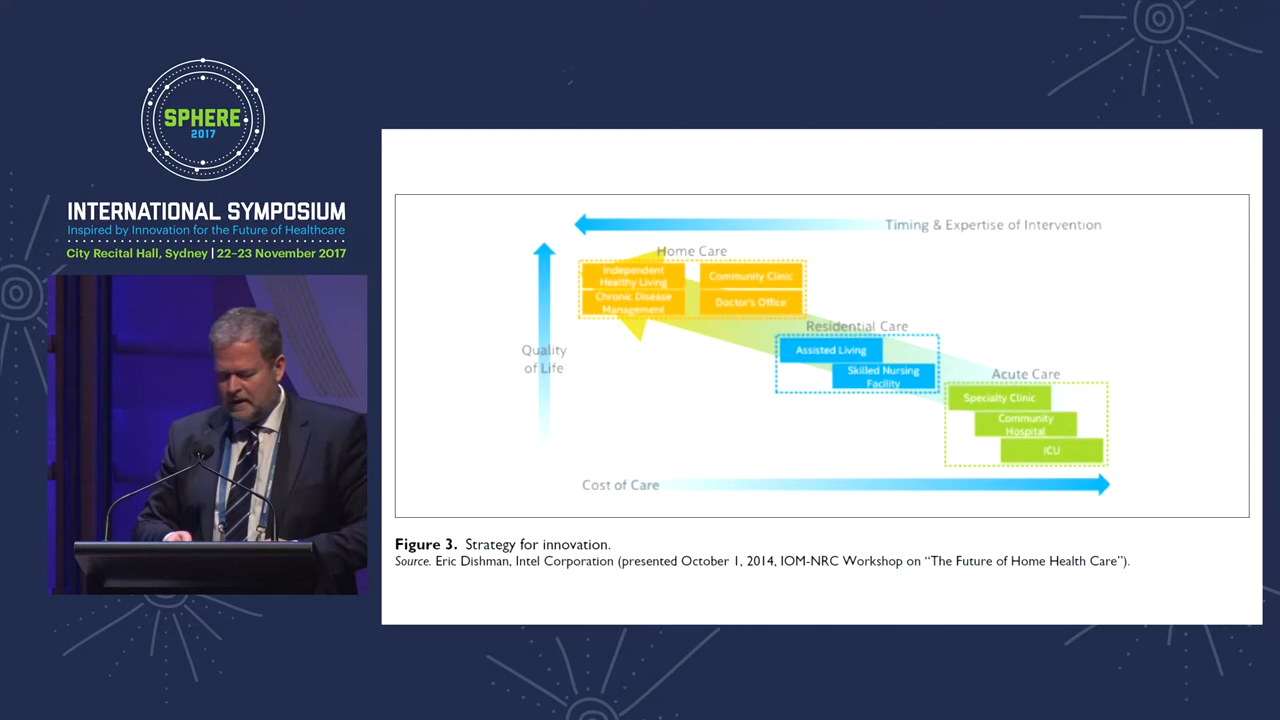 SPHERE
2017
INTERNATIONAL SYMPOSIUM
Inspired by Innovation for the Future of Healthcare
City Recital Hall, Sydney | 22–23 November 2017
Timing & Expertise of Intervention
Home Care
Independent
Healthy Living
Community Clinic
Chronic Disease
Management
Doctor's Office
Residential Care
Quality
of Life
Assisted Living
Skilled Nursing
Facility
Acute Care
Specialty Clinic
Community
Hospital
ICU
Cost of Care
Figure 3. Strategy for innovation.
Source. Eric Dishman, Intel Corporation (presented October 1, 2014, IOM-NRC Workshop on “The Future of Home Health Care”).